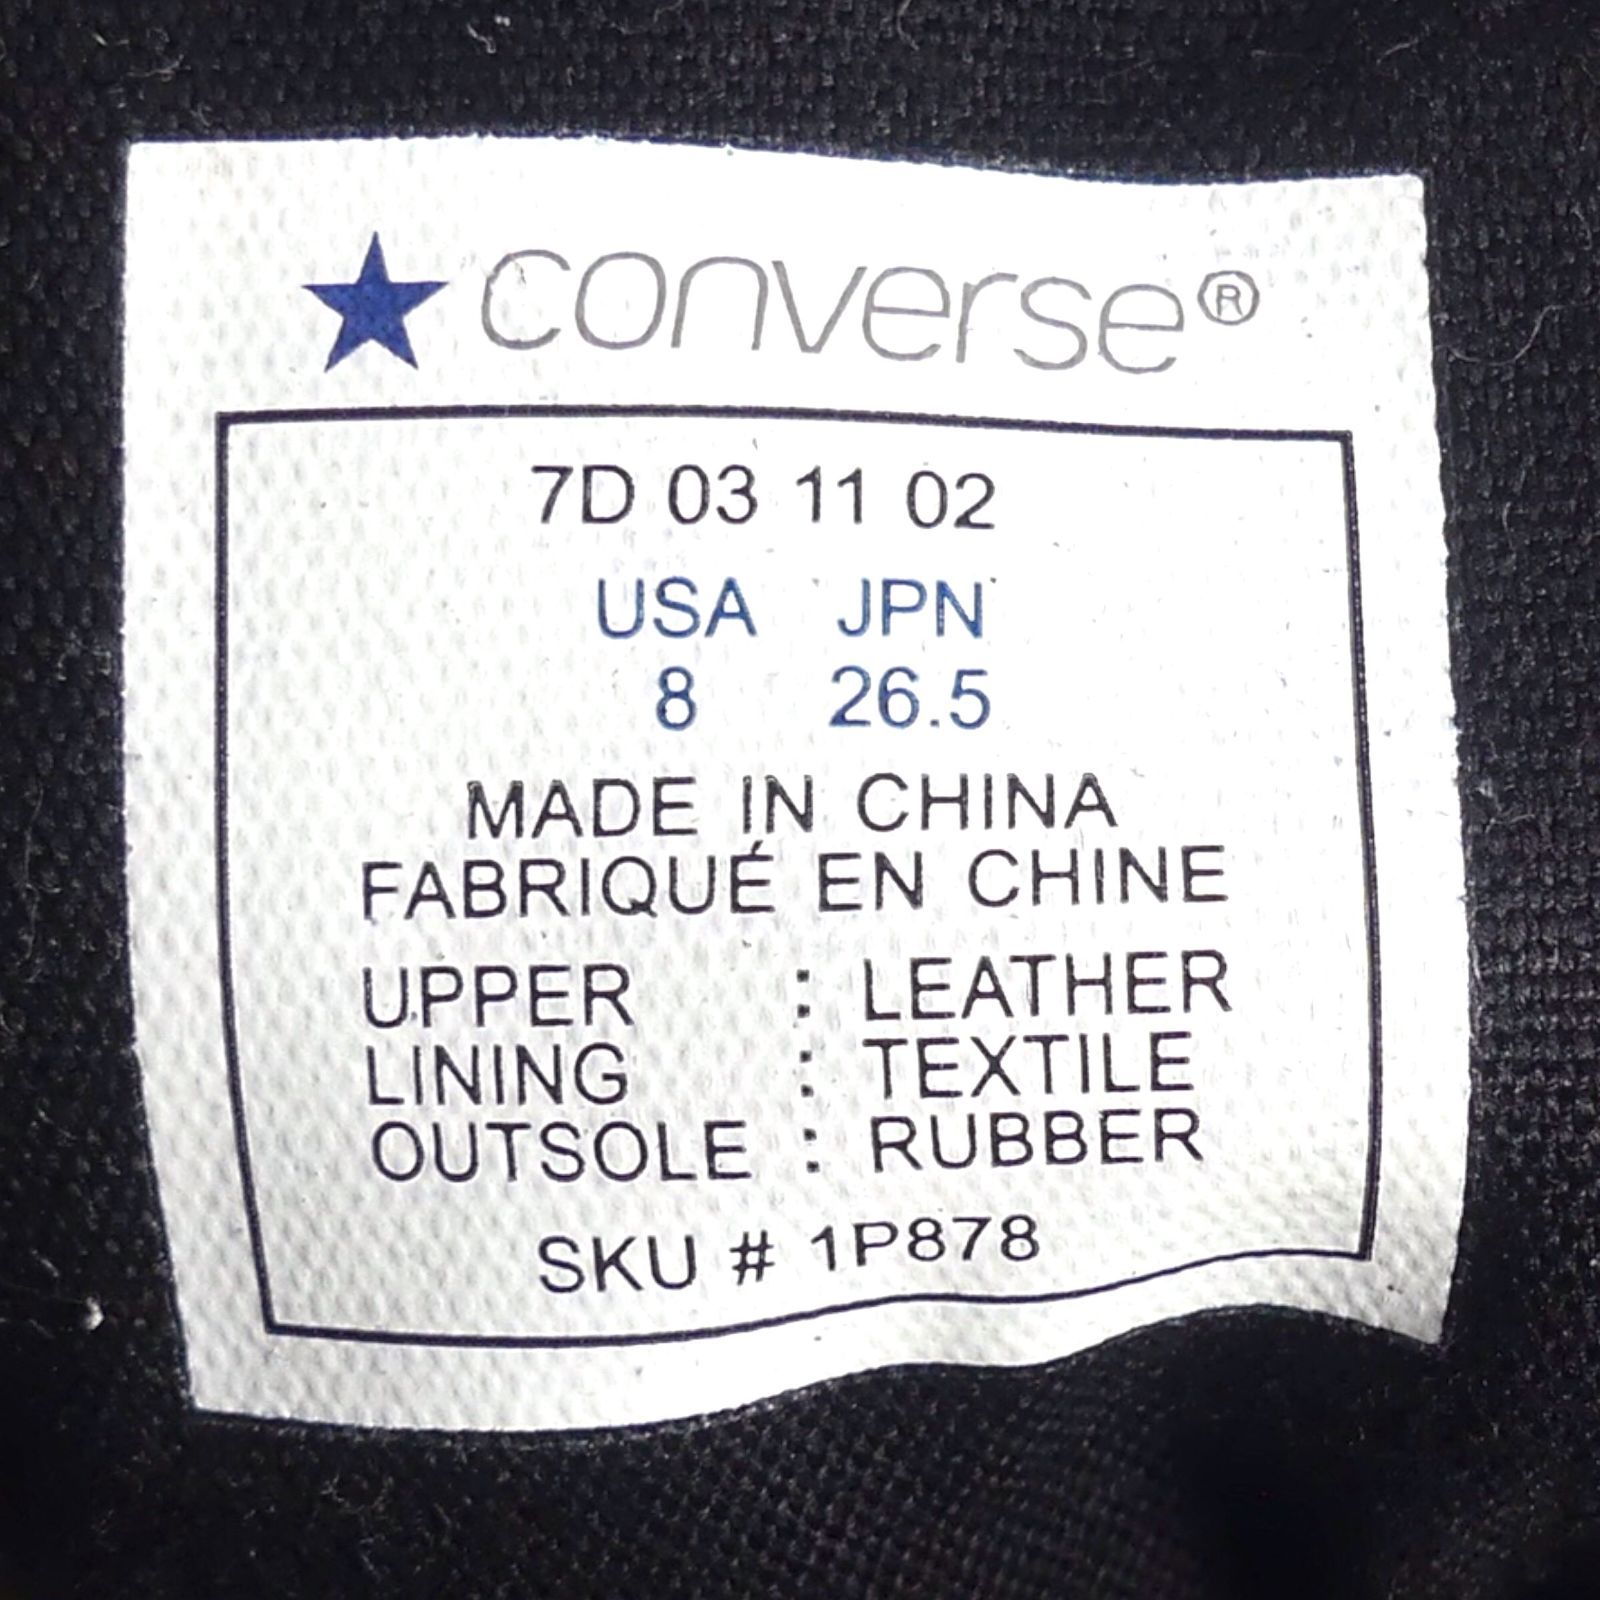 ★ converse®
7D 03 11 02
USA JPN
8 26.5
MADE IN CHINA
FABRIQUÉ EN CHINE
UPPER : LEATHER
LINING : TEXTILE
OUTSOLE : RUBBER
SKU # 1P878